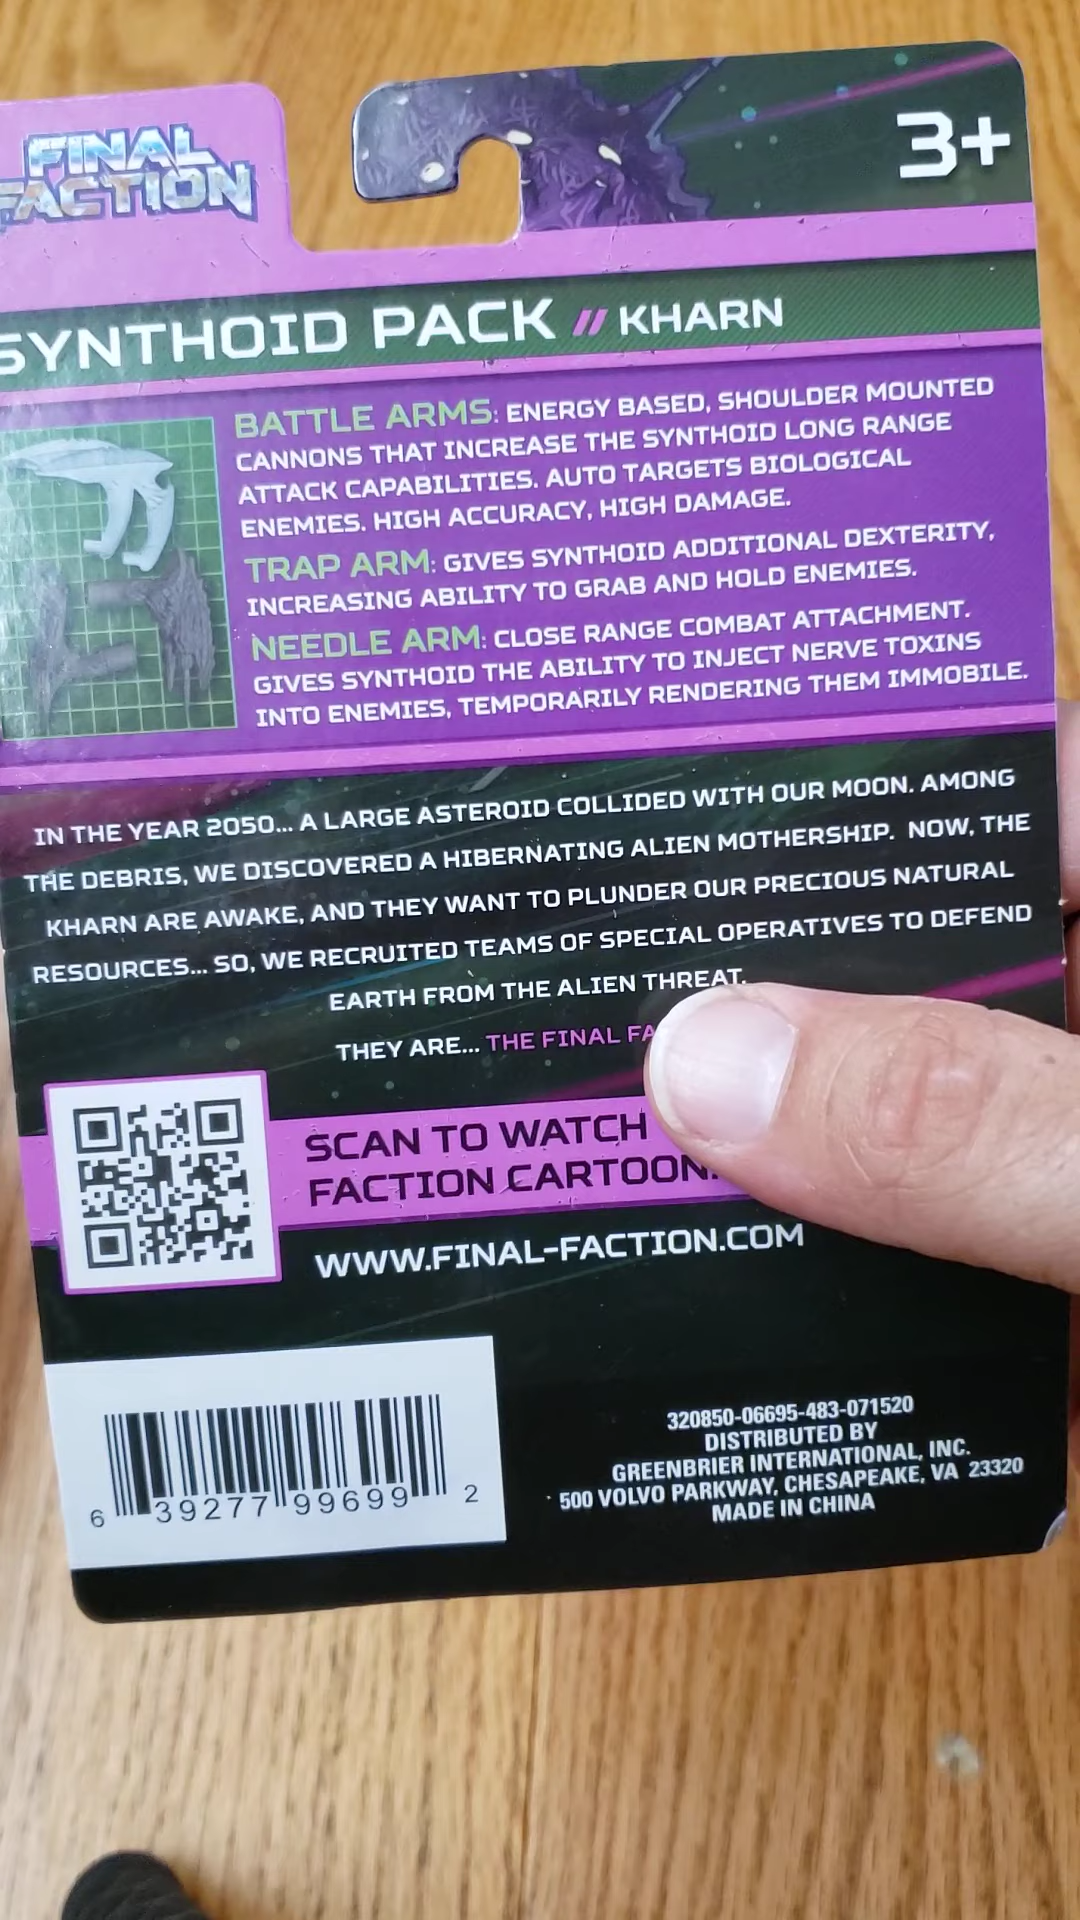 FINAL
FACTION
3+
SYNTHOID PACK // KHARN
BATTLE ARMS: ENERGY BASED, SHOULDER MOUNTED
CANNONS THAT INCREASE THE SYNTHOID LONG RANGE
ATTACK CAPABILITIES. AUTO TARGETS BIOLOGICAL
ENEMIES. HIGH ACCURACY, HIGH DAMAGE.
TRAP ARM: GIVES SYNTHOID ADDITIONAL DEXTERITY,
INCREASING ABILITY TO GRAB AND HOLD ENEMIES.
NEEDLE ARM: CLOSE RANGE COMBAT ATTACHMENT.
GIVES SYNTHOID THE ABILITY TO INJECT NERVE TOXINS
INTO ENEMIES, TEMPORARILY RENDERING THEM IMMOBILE.
IN THE YEAR 2050... A LARGE ASTEROID COLLIDED WITH OUR MOON. AMONG
THE DEBRIS, WE DISCOVERED A HIBERNATING ALIEN MOTHERSHIP. NOW, THE
KHARN ARE AWAKE, AND THEY WANT TO PLUNDER OUR PRECIOUS NATURAL
RESOURCES... SO, WE RECRUITED TEAMS OF SPECIAL OPERATIVES TO DEFEND
EARTH FROM THE ALIEN THREAT.
THEY ARE... THE FINAL FA
SCAN TO WATCH
FACTION CARTOON
WWW.FINAL-FACTION.COM
6 39277 99699 2
320850-06695-483-071520
DISTRIBUTED BY
GREENBRIER INTERNATIONAL, INC.
500 VOLVO PARKWAY, CHESAPEAKE, VA 23320
MADE IN CHINA